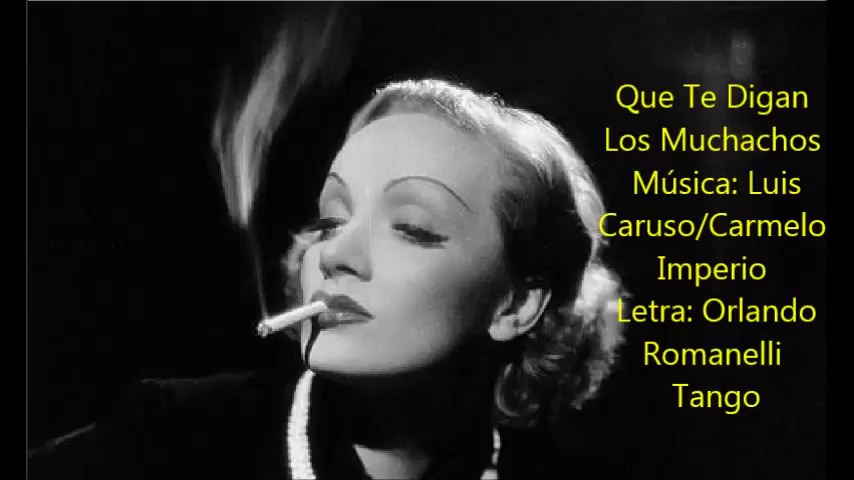 Que Te Digan
Los Muchachos
Música: Luis
Caruso/Carmelo
Imperio
Letra: Orlando
Romanelli
Tango